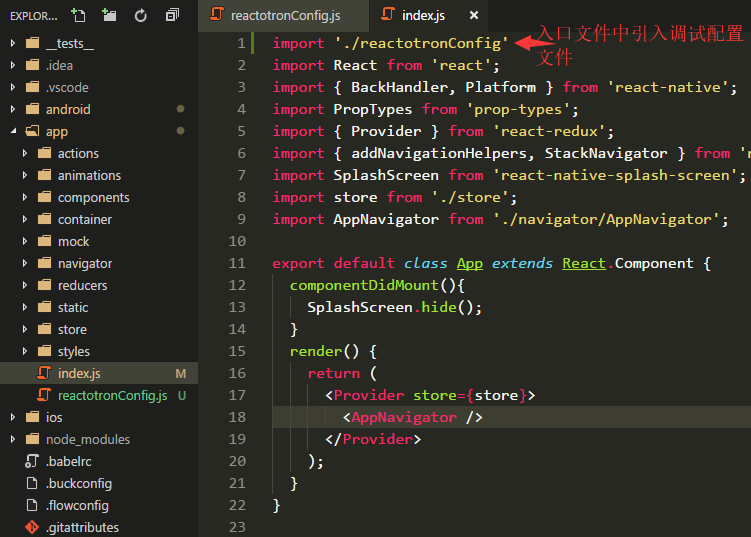 EXPLOR...
reactotronConfig.js
index.js
__tests__
.idea
.vscode
android
app
actions
animations
components
container
mock
navigator
reducers
static
store
styles
index.js M
reactotronConfig.js U
ios
node_modules
.babelrc
.buckconfig
.flowconfig
.gitattributes
1 import './reactotronConfig'
入口文件中引入调试配置
文件
2 import React from 'react';
3 import { BackHandler, Platform } from 'react-native';
4 import PropTypes from 'prop-types';
5 import { Provider } from 'react-redux';
6 import { addNavigationHelpers, StackNavigator } from '
7 import SplashScreen from 'react-native-splash-screen';
8 import store from './store';
9 import AppNavigator from './navigator/AppNavigator';
10
11 export default class App extends React.Component {
12 componentDidMount(){
13 SplashScreen.hide();
14 }
15 render() {
16 return (
17 <Provider store={store}>
18 <AppNavigator />
19 </Provider>
20 );
21 }
22 }
23